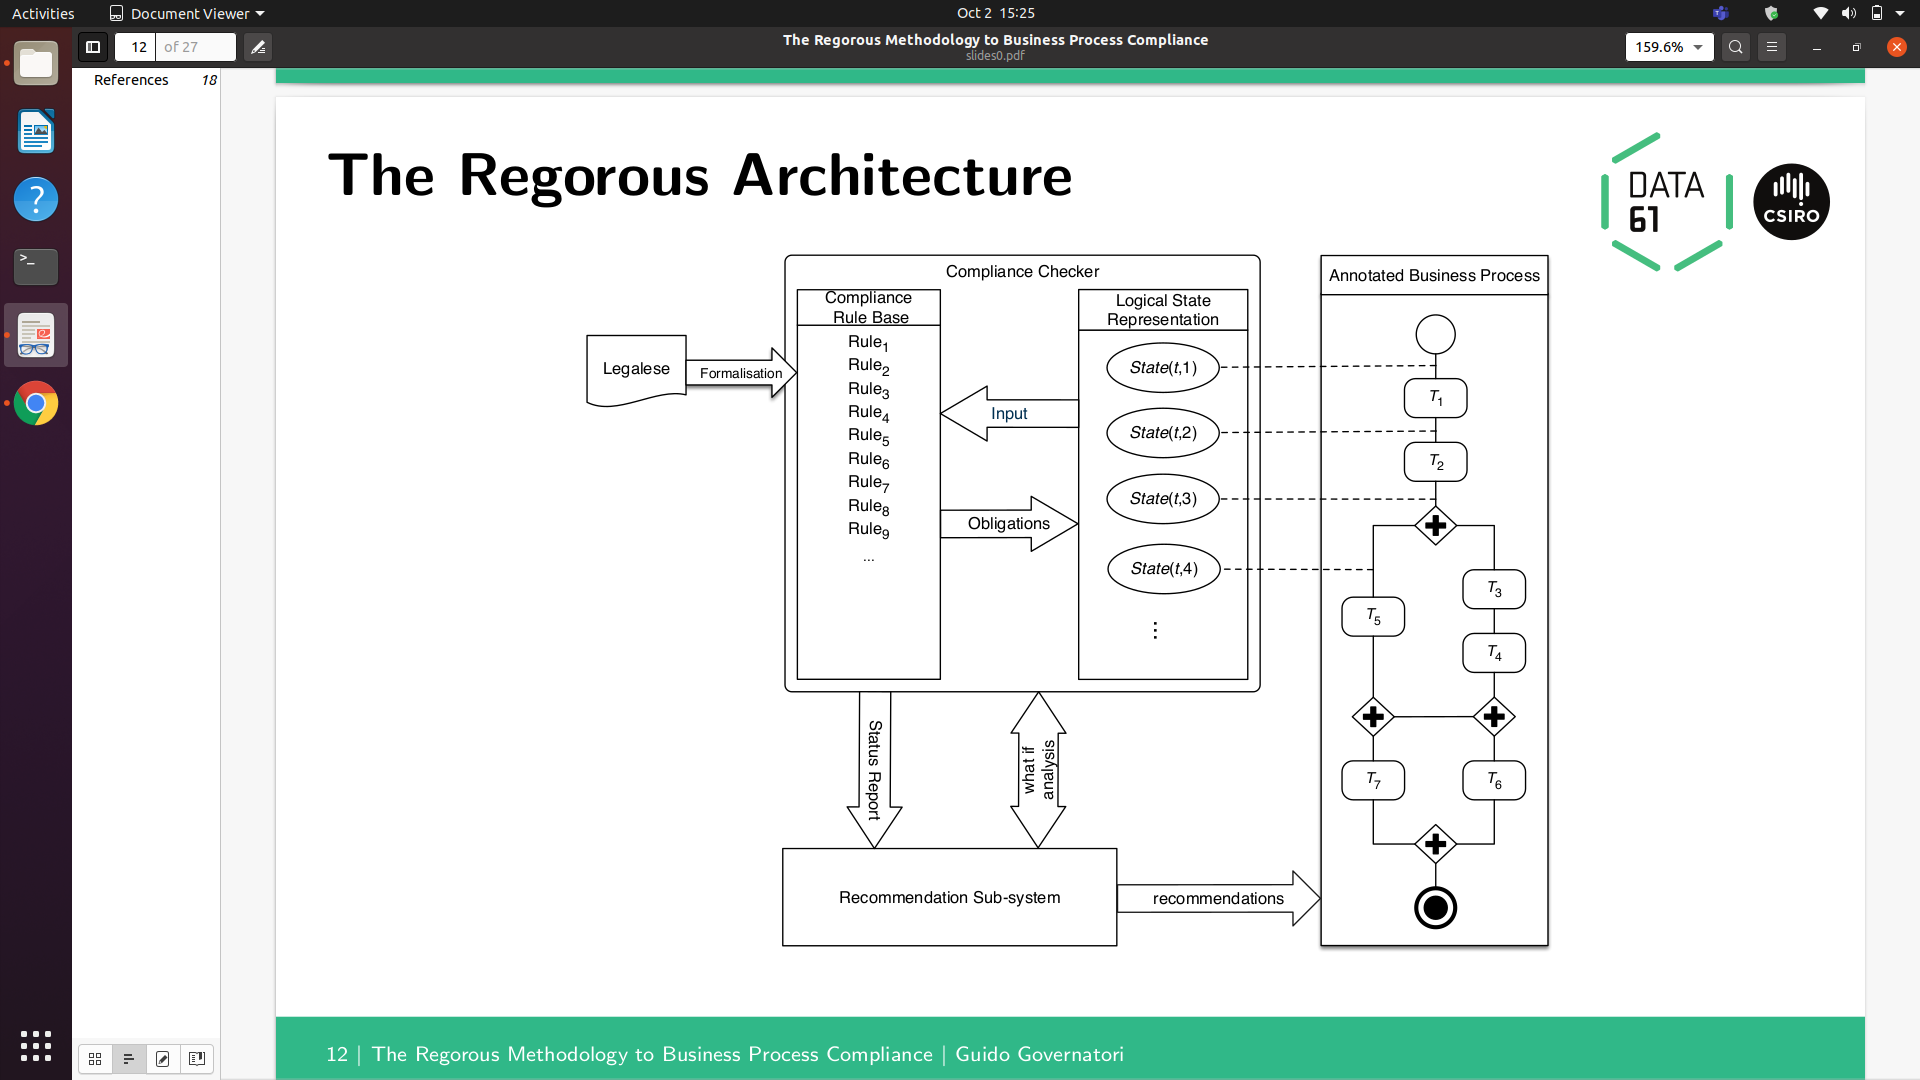 Activities
Document Viewer
Oct 2 15:25
12 of 27
The Regorous Methodology to Business Process Compliance
slides0.pdf
159.6%
References 18
The Regorous Architecture
DATA
61
CSIRO
Compliance Checker
Compliance
Rule Base
Rule1
Rule2
Rule3
Rule4
Rule5
Rule6
Rule7
Rule8
Rule9
...
Legalese
Formalisation
Input
Obligations
Logical State
Representation
State(t,1)
State(t,2)
State(t,3)
State(t,4)
⋮
Annotated Business Process
T1
T2
T3
T5
T4
T7
T6
Status Report
what if
analysis
Recommendation Sub-system
recommendations
12 | The Regorous Methodology to Business Process Compliance | Guido Governatori